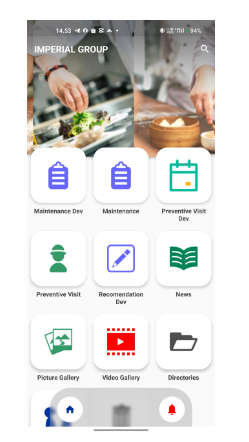 14.53
94%
IMPERIAL GROUP
Maintenance Dev
Maintenance
Preventive Visit
Dev
Preventive Visit
Recomendation
Dev
News
Picture Gallery
Video Gallery
Directories